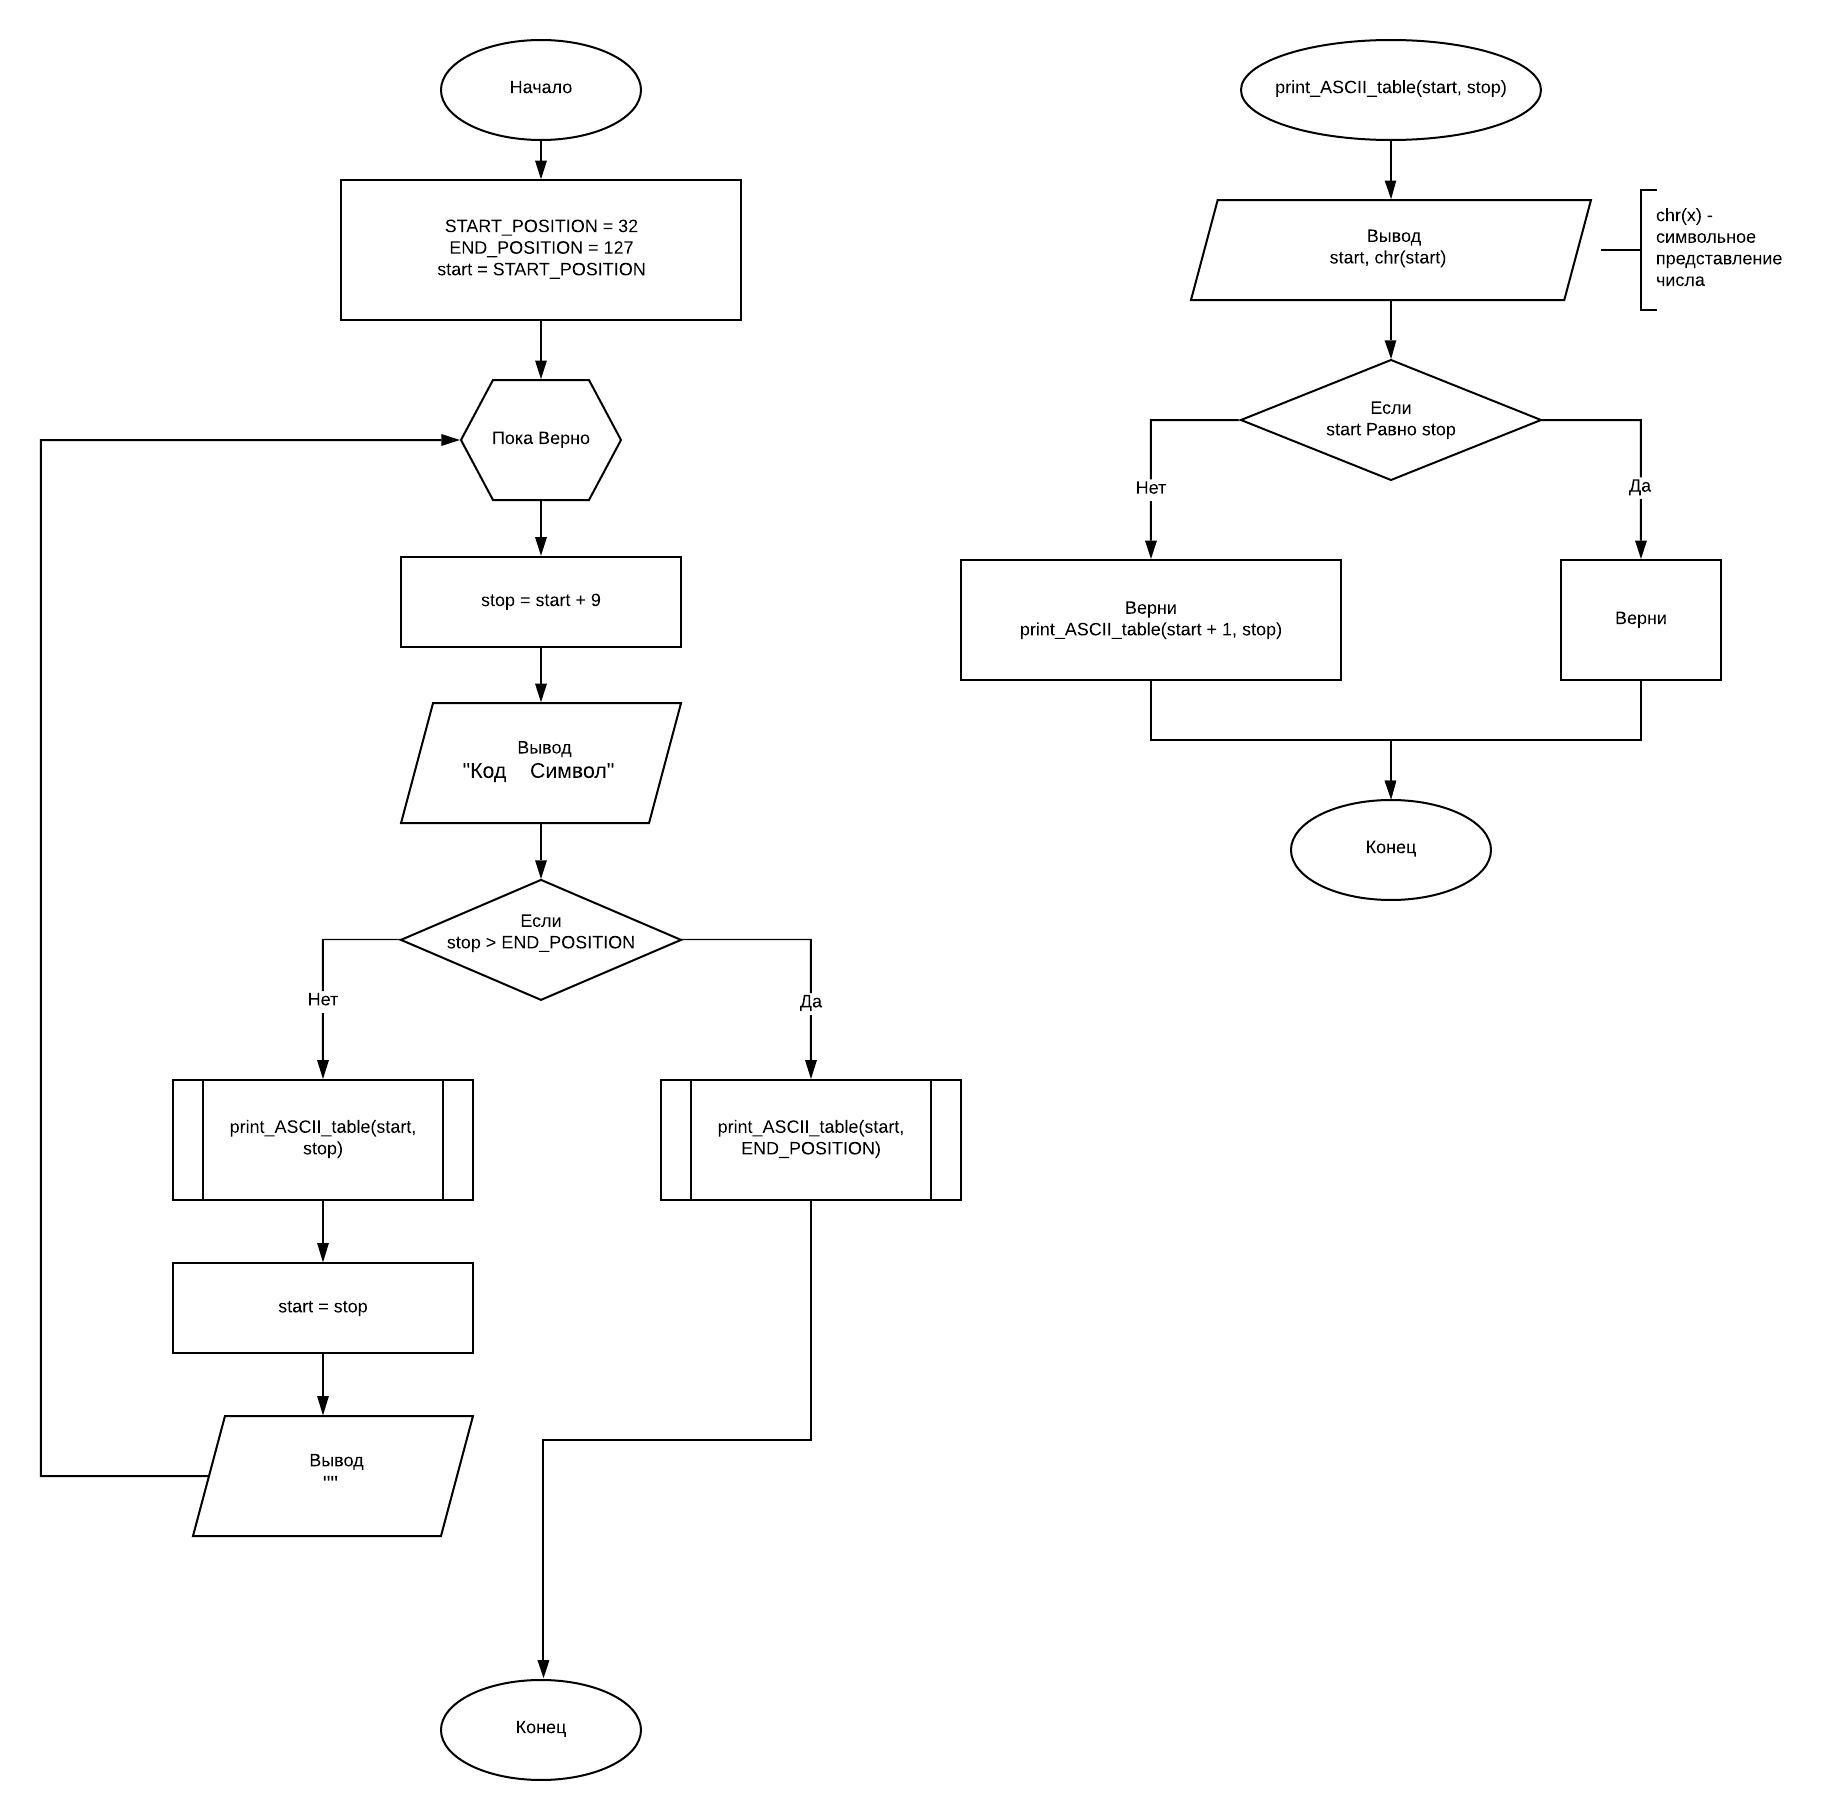 Начало
START_POSITION = 32
END_POSITION = 127
start = START_POSITION
Пока Верно
stop = start + 9
Вывод
"Код    Символ"
Если
stop > END_POSITION
Нет
Да
print_ASCII_table(start,
stop)
print_ASCII_table(start,
END_POSITION)
start = stop
Вывод
""
Конец
print_ASCII_table(start, stop)
Вывод
start, chr(start)
chr(x) -
символьное
представление
числа
Если
start Равно stop
Нет
Да
Верни
print_ASCII_table(start + 1, stop)
Верни
Конец